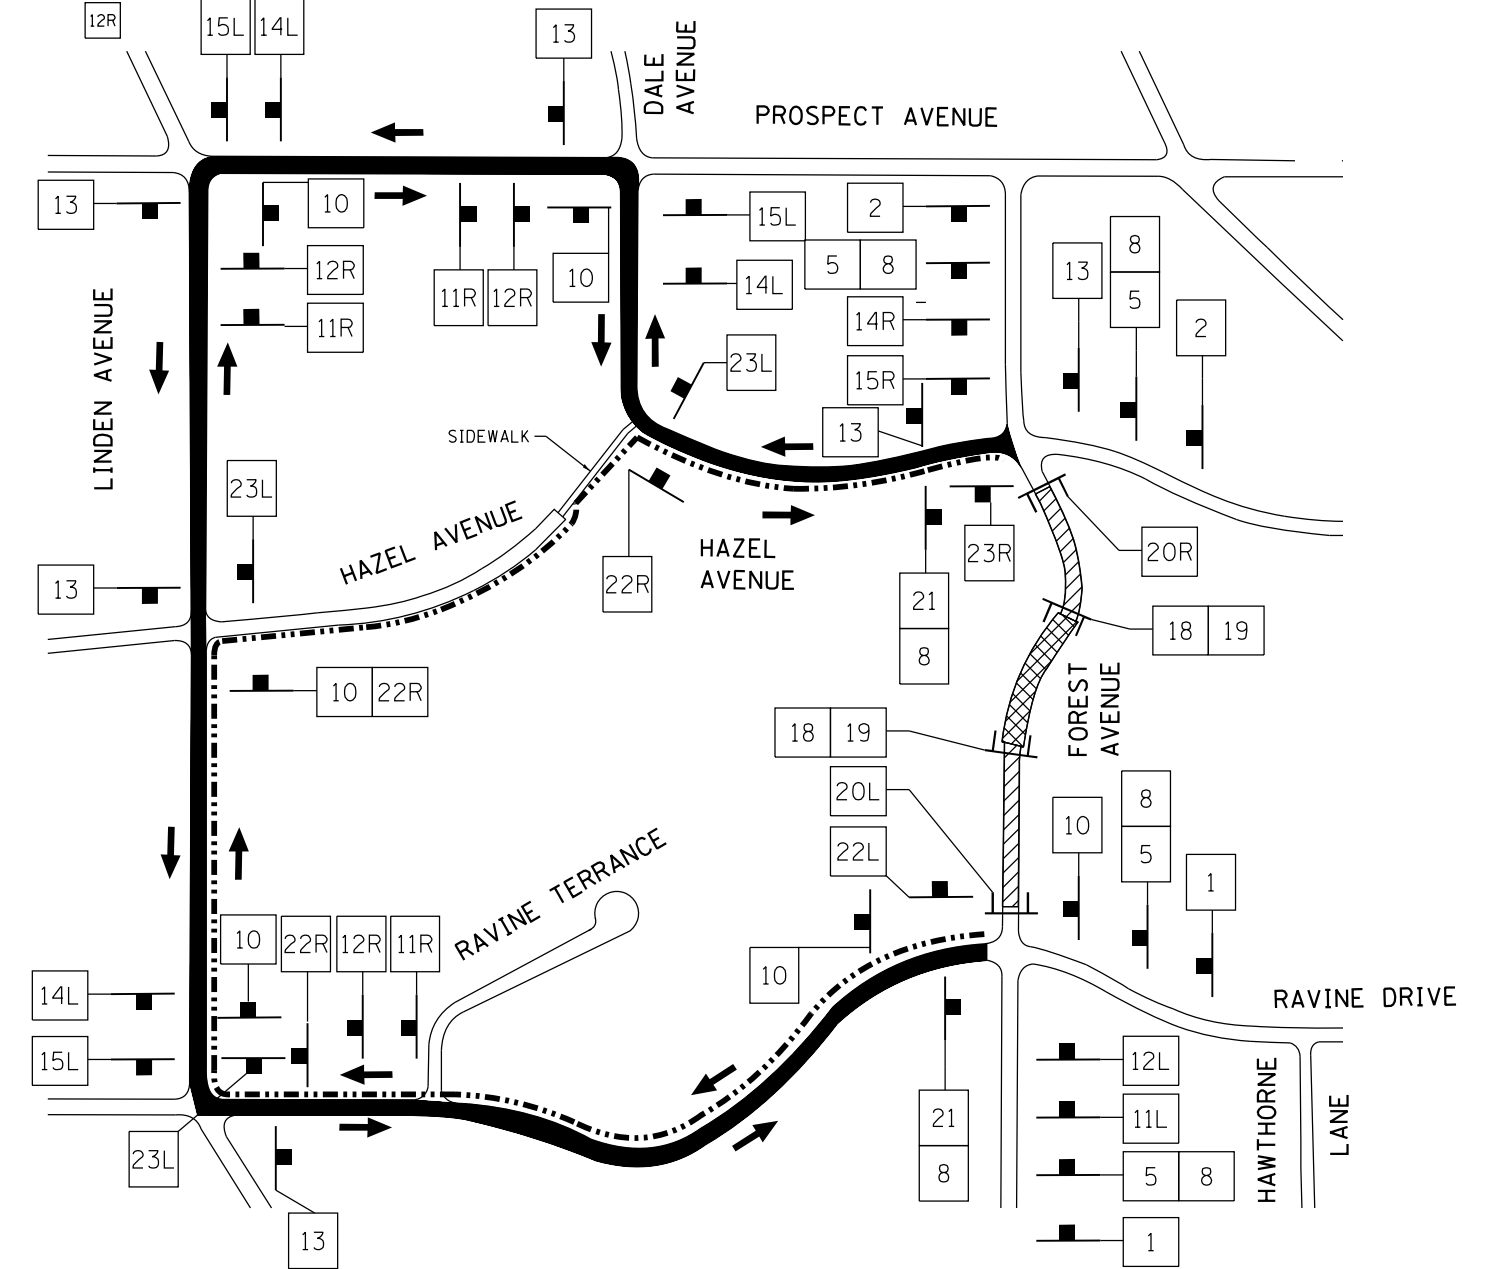 12R
15L 14L
13
DALE
AVENUE
PROSPECT AVENUE
13
10
12R
11R
11R 12R
10
15L
14L
23L
2
5 8
14R
15R
13
13
8
5
2
LINDEN AVENUE
SIDEWALK
23L
HAZEL AVENUE
13
22R
HAZEL
AVENUE
21
8
23R
20R
18 19
10 22R
FOREST
AVENUE
18 19
20L
22L
10
8
5
1
RAVINE TERRANCE
10
22R 12R 11R
14L
15L
10
RAVINE DRIVE
12L
11L
5 8
1
HAWTHORNE
LANE
21
8
23L
13